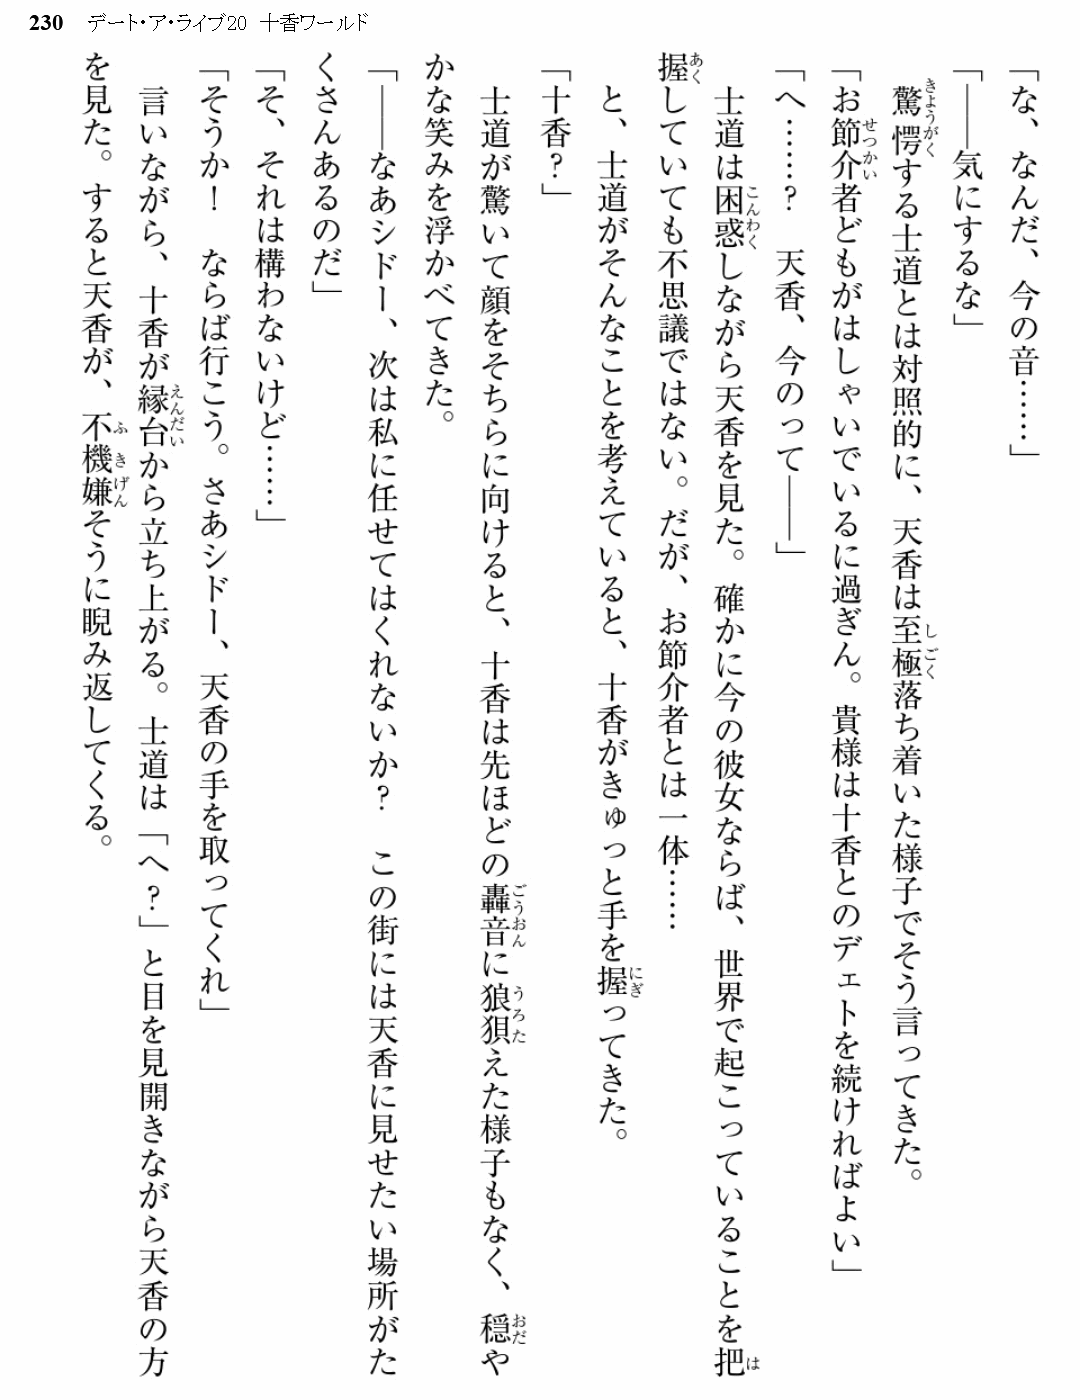 230 デート・ア・ライブ20 十香ワールド
「な、なんだ、今の音……」
「――気にするな」
驚愕する士道とは対照的に、天香は至極落ち着いた様子でそう言ってきた。
「お節介者どもがはしゃいでいるに過ぎん。貴様は十香とのデェトを続ければよい」
「へ……? 天香、今のって――」
士道は困惑しながら天香を見た。確かに今の彼女ならば、世界で起こっていることを把
握していても不思議ではない。だが、お節介者とは一体……
と、士道がそんなことを考えていると、十香がきゅっと手を握ってきた。
「十香?」
士道が驚いて顔をそちらに向けると、十香は先ほどの轟音に狼狽えた様子もなく、穏や
かな笑みを浮かべてきた。
「――なあシドー、次は私に任せてはくれないか? この街には天香に見せたい場所がた
くさんあるのだ」
「そ、それは構わないけど……」
「そうか! ならば行こう。さあシドー、天香の手を取ってくれ」
言いながら、十香が縁台から立ち上がる。士道は「へ?」と目を見開きながら天香の方
を見た。すると天香が、不機嫌そうに睨み返してくる。